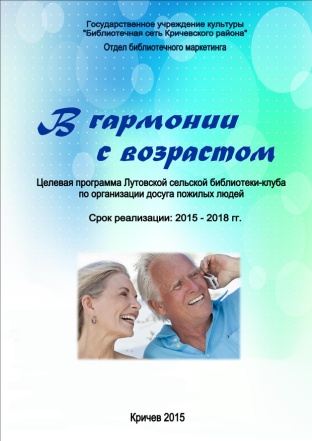 Государственное учреждение культуры
"Библиотечная сеть Кричевского района"
Отдел библиотечного маркетинга
В гармонии
с возрастом
Целевая программа Лутовской сельской библиотеки-клуба
по организации досуга пожилых людей
Срок реализации: 2015 - 2018 гг.
Кричев 2015